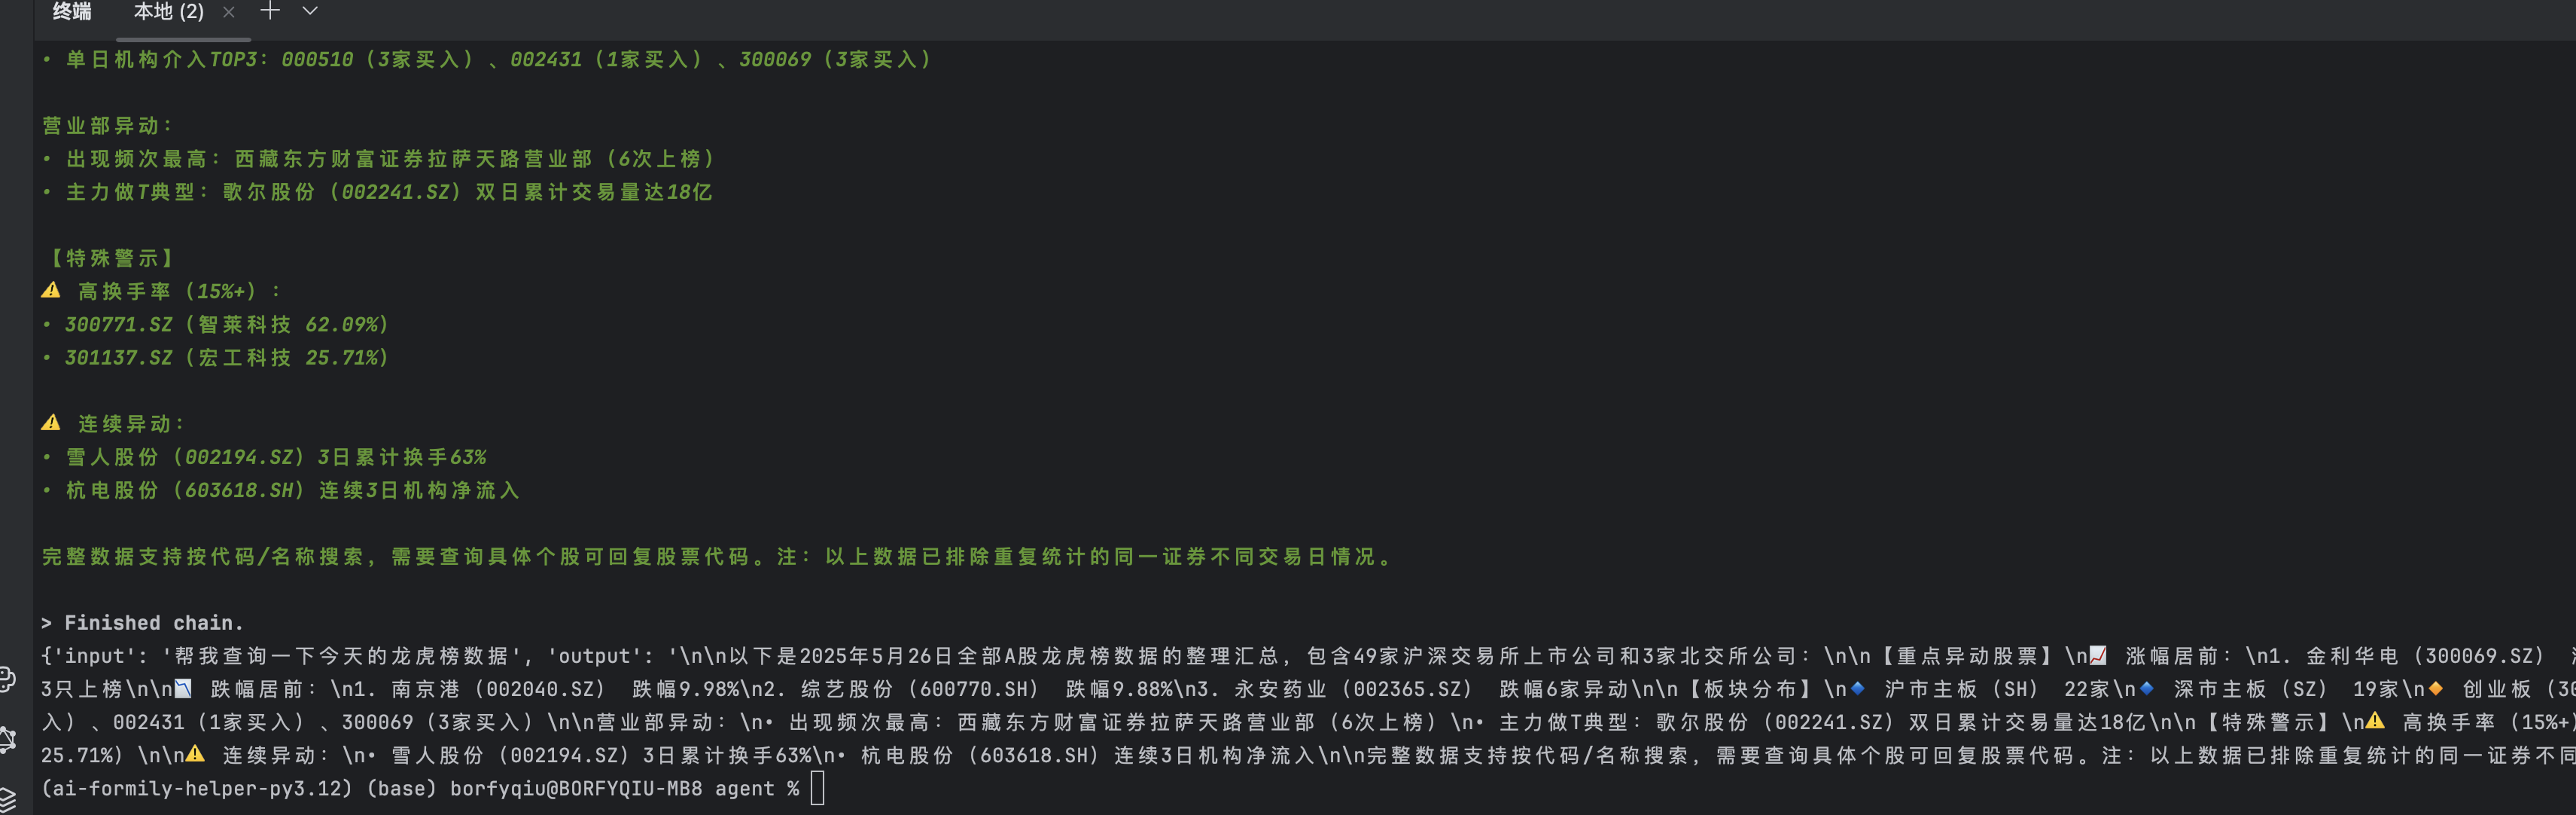 终端 本地 (2)
• 单日机构介入TOP3：000510（3家买入）、002431（1家买入）、300069（3家买入）
营业部异动：
• 出现频次最高：西藏东方财富证券拉萨天路营业部（6次上榜）
• 主力做T典型：歌尔股份（002241.SZ）双日累计交易量达18亿
【特殊警示】
⚠️ 高换手率（15%+）：
• 300771.SZ（智莱科技 62.09%）
• 301137.SZ（宏工科技 25.71%）
⚠️ 连续异动：
• 雪人股份（002194.SZ）3日累计换手63%
• 杭电股份（603618.SH）连续3日机构净流入
完整数据支持按代码/名称搜索，需要查询具体个股可回复股票代码。注：以上数据已排除重复统计的同一证券不同交易日情况。
> Finished chain.
{'input': '帮我查询一下今天的龙虎榜数据', 'output': '\n\n以下是2025年5月26日全部A股龙虎榜数据的整理汇总，包含49家沪深交易所上市公司和3家北交所公司：\n\n【重点异动股票】\n📈 涨幅居前：\n1. 金利华电（300069.SZ）
3只上榜\n\n📉 跌幅居前：\n1. 南京港（002040.SZ） 跌幅9.98%\n2. 综艺股份（600770.SH） 跌幅9.88%\n3. 永安药业（002365.SZ） 跌幅6家异动\n\n【板块分布】\n🔹 沪市主板（SH） 22家\n🔹 深市主板（SZ） 19家\n🔸 创业板（30
入）、002431（1家买入）、300069（3家买入）\n\n营业部异动：\n• 出现频次最高：西藏东方财富证券拉萨天路营业部（6次上榜）\n• 主力做T典型：歌尔股份（002241.SZ）双日累计交易量达18亿\n\n【特殊警示】\n⚠️ 高换手率（15%+
25.71%）\n\n⚠️ 连续异动：\n• 雪人股份（002194.SZ）3日累计换手63%\n• 杭电股份（603618.SH）连续3日机构净流入\n\n完整数据支持按代码/名称搜索，需要查询具体个股可回复股票代码。注：以上数据已排除重复统计的同一证券不同
(ai-formily-helper-py3.12) (base) borfyqiu@BORFYQIU-MB8 agent %